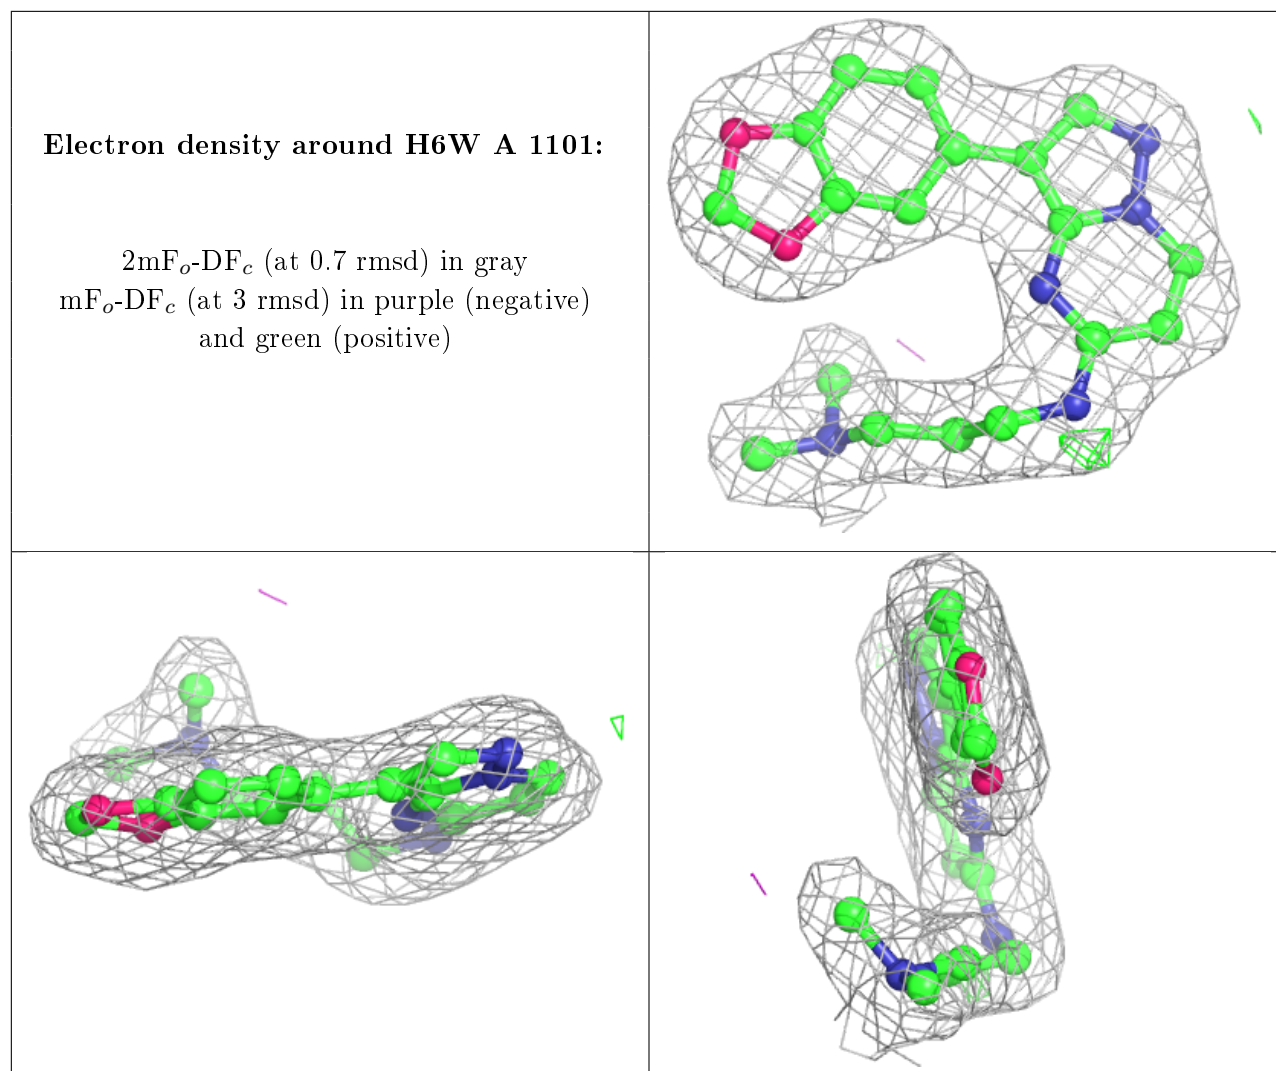 Electron density around H6W A 1101:
2mFₒ-DF𝒸 (at 0.7 rmsd) in gray
mFₒ-DF𝒸 (at 3 rmsd) in purple (negative)
and green (positive)